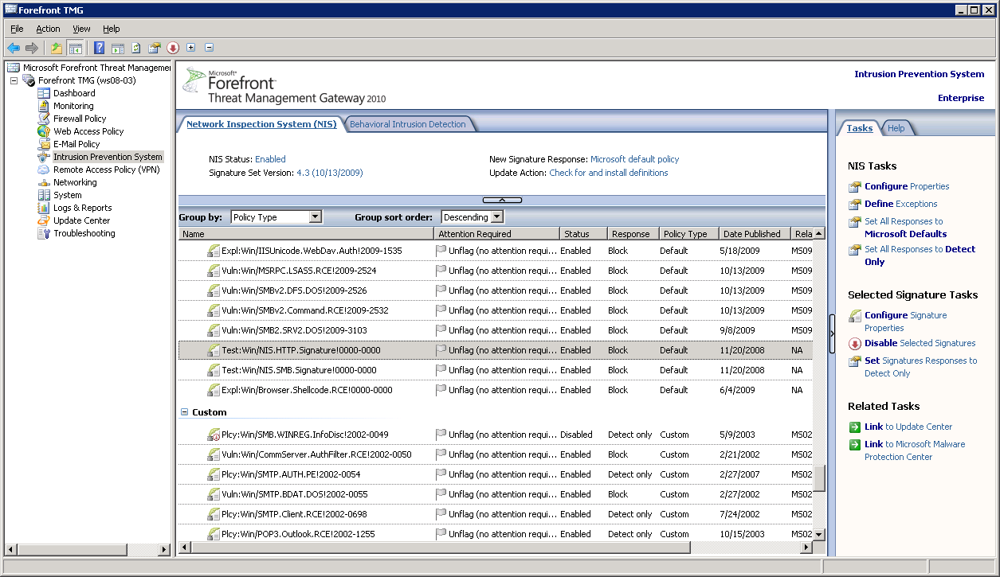 Forefront TMG
File Action View Help
Microsoft Forefront Threat Manageme
Forefront TMG (ws08-03)
Dashboard
Monitoring
Firewall Policy
Web Access Policy
E-Mail Policy
Intrusion Prevention System
Remote Access Policy (VPN)
Networking
System
Logs & Reports
Update Center
Troubleshooting
Microsoft®
Forefront™
Threat Management Gateway 2010
Intrusion Prevention System
Enterprise
Network Inspection System (NIS) Behavioral Intrusion Detection
NIS Status: Enabled New Signature Response: Microsoft default policy
Signature Set Version: 4.3 (10/13/2009) Update Action: Check for and install definitions
Group by: Policy Type Group sort order: Descending
Name Attention Required Status Response Policy Type Date Published Rela
Expl:Win/IISUnicode.WebDav.Auth!2009-1535 Unflag (no attention requi... Enabled Block Default 5/18/2009 MS09
Vuln:Win/MSRPC.LSASS.RCE!2009-2524 Unflag (no attention requi... Enabled Block Default 10/13/2009 MS09
Vuln:Win/SMBv2.DFS.DOS!2009-2526 Unflag (no attention requi... Enabled Block Default 10/13/2009 MS09
Vuln:Win/SMBv2.Command.RCE!2009-2532 Unflag (no attention requi... Enabled Block Default 10/13/2009 MS09
Vuln:Win/SMB2.SRV2.DOS!2009-3103 Unflag (no attention requi... Enabled Block Default 9/8/2009 MS09
Test:Win/NIS.HTTP.Signature!0000-0000 Unflag (no attention requi... Enabled Block Default 11/20/2008 NA
Test:Win/NIS.SMB.Signature!0000-0000 Unflag (no attention requi... Enabled Block Default 11/20/2008 NA
Expl:Win/Browser.Shellcode.RCE!0000-0000 Unflag (no attention requi... Enabled Block Default 6/4/2009 NA
Custom
Plcy:Win/SMB.WINREG.InfoDisc!2002-0049 Unflag (no attention requi... Disabled Detect only Custom 5/9/2003 MS02
Vuln:Win/CommServer.AuthFilter.RCE!2002-0050 Unflag (no attention requi... Enabled Block Custom 2/21/2002 MS02
Plcy:Win/SMTP.AUTH.PE!2002-0054 Unflag (no attention requi... Enabled Detect only Custom 2/27/2007 MS02
Vuln:Win/SMTP.BDAT.DOS!2002-0055 Unflag (no attention requi... Enabled Block Custom 2/27/2002 MS02
Plcy:Win/SMTP.Client.RCE!2002-0698 Unflag (no attention requi... Enabled Detect only Custom 7/24/2002 MS02
Plcy:Win/POP3.Outlook.RCE!2002-1255 Unflag (no attention requi... Enabled Detect only Custom 10/15/2003 MS02
Tasks Help
NIS Tasks
Configure Properties
Define Exceptions
Set All Responses to
Microsoft Defaults
Set All Responses to Detect
Only
Selected Signature Tasks
Configure Signature
Properties
Disable Selected Signatures
Set Signatures Responses to
Detect Only
Related Tasks
Link to Update Center
Link to Microsoft Malware
Protection Center